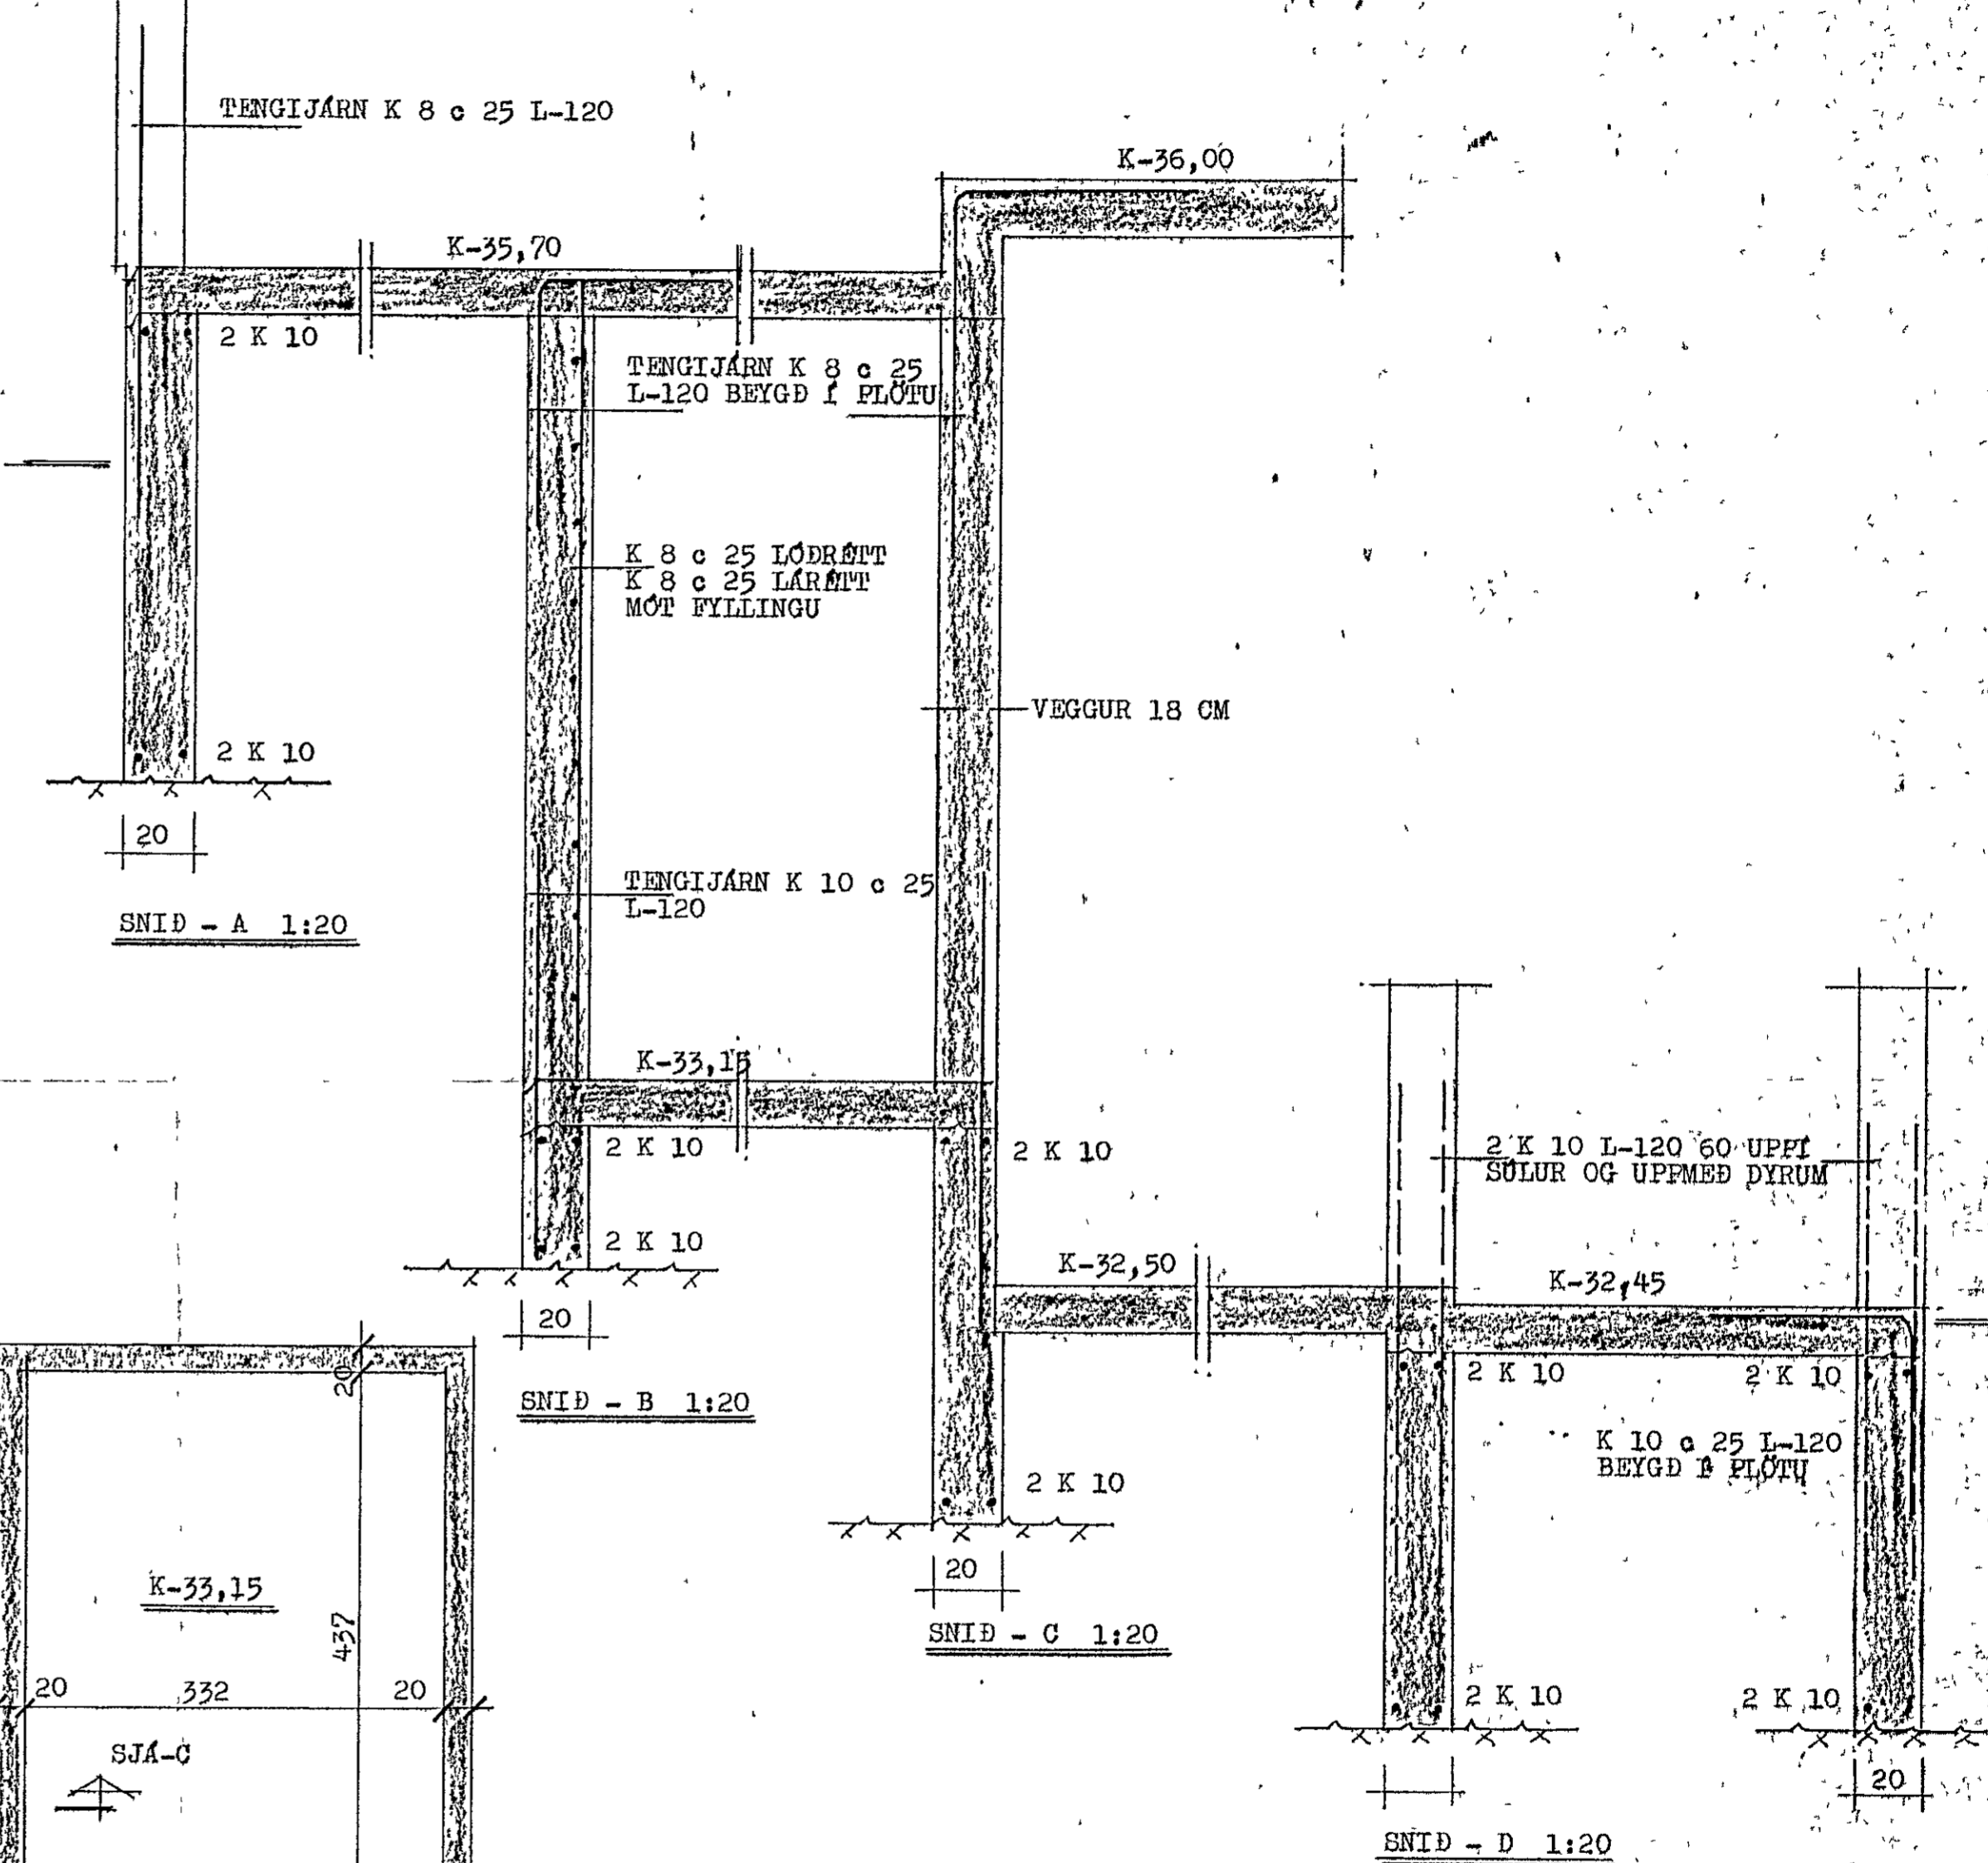 TENGIJÁRN K 8 c 25 L-120
K-36,00
K-35,70
2 K 10
TENGIJÁRN K 8 c 25
L-120 BEYGÐ Í PLÖTU
K 8 c 25 LÓÐRÉTT
K 8 c 25 LÁRÉTT
MÓT FYLLINGU
VEGGUR 18 CM
2 K 10
20
SNIÐ - A 1:20
TENGIJÁRN K 10 c 25
L-120
K-33,15
2 K 10
2 K 10
2 K 10
20
SNIÐ - B 1:20
2 K 10 L-120 60 UPPÍ
SÚLUR OG UPPMEÐ DYRUM
K-32,50
K-32,45
2 K 10
2 K 10
K 10 c 25 L-120
BEYGÐ Í PLÖTU
2 K 10
20
SNIÐ - C 1:20
2 K 10
2 K 10
20
SNIÐ - D 1:20
20
K-33,15
437
20
332
20
SJÁ-C